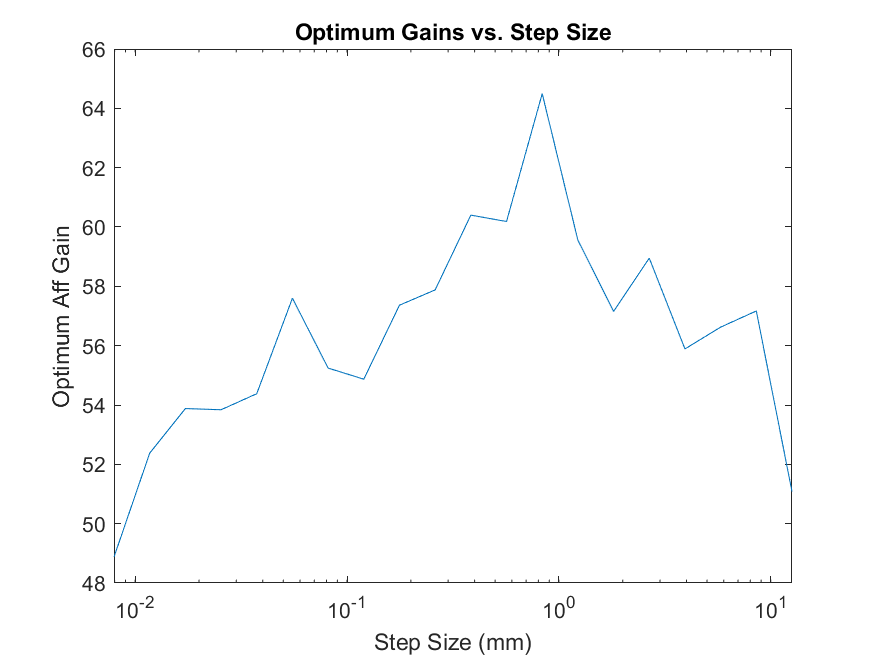 Optimum Gains vs. Step Size
66
64
62
60
58
56
54
52
50
48
Optimum Aff Gain
10^-2 10^-1 10^0 10^1
Step Size (mm)